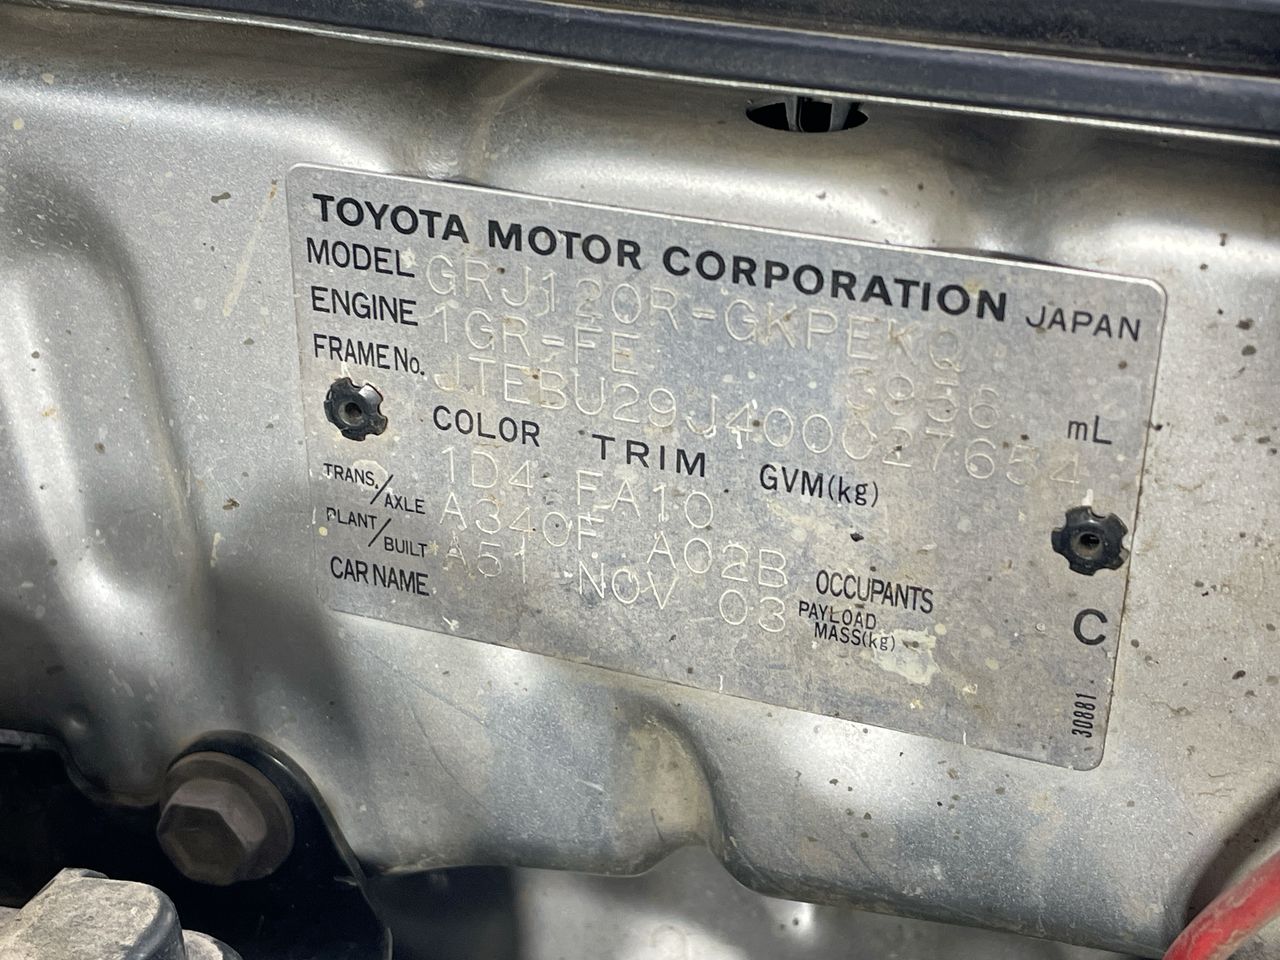 TOYOTA MOTOR CORPORATION JAPAN
MODEL GRJ120R-GKPEKQ
ENGINE 1GR-FE 3956 mL
FRAME No. JTEBU29J400027654
COLOR TRIM GVM(kg)
1D4 FA10
TRANS./AXLE A340F A02B
PLANT/BUILT A51 NOV 03
OCCUPANTS
CAR NAME
PAYLOAD
MASS(kg)
C
30881